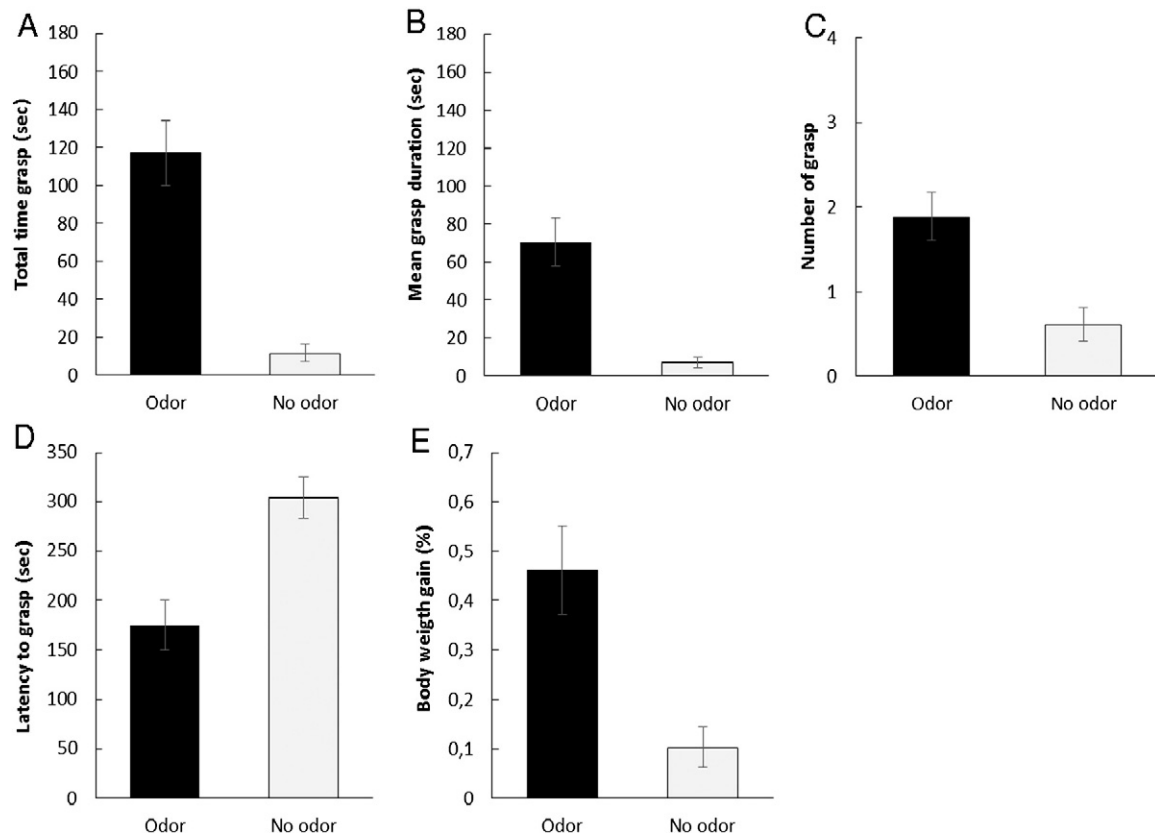 A
Total time grasp (sec)
180
160
140
120
100
80
60
40
20
0
Odor
No odor
B
Mean grasp duration (sec)
180
160
140
120
100
80
60
40
20
0
Odor
No odor
C
Number of grasp
4
3
2
1
0
Odor
No odor
D
Latency to grasp (sec)
350
300
250
200
150
100
50
0
Odor
No odor
E
Body weigth gain (%)
0,7
0,6
0,5
0,4
0,3
0,2
0,1
0
Odor
No odor